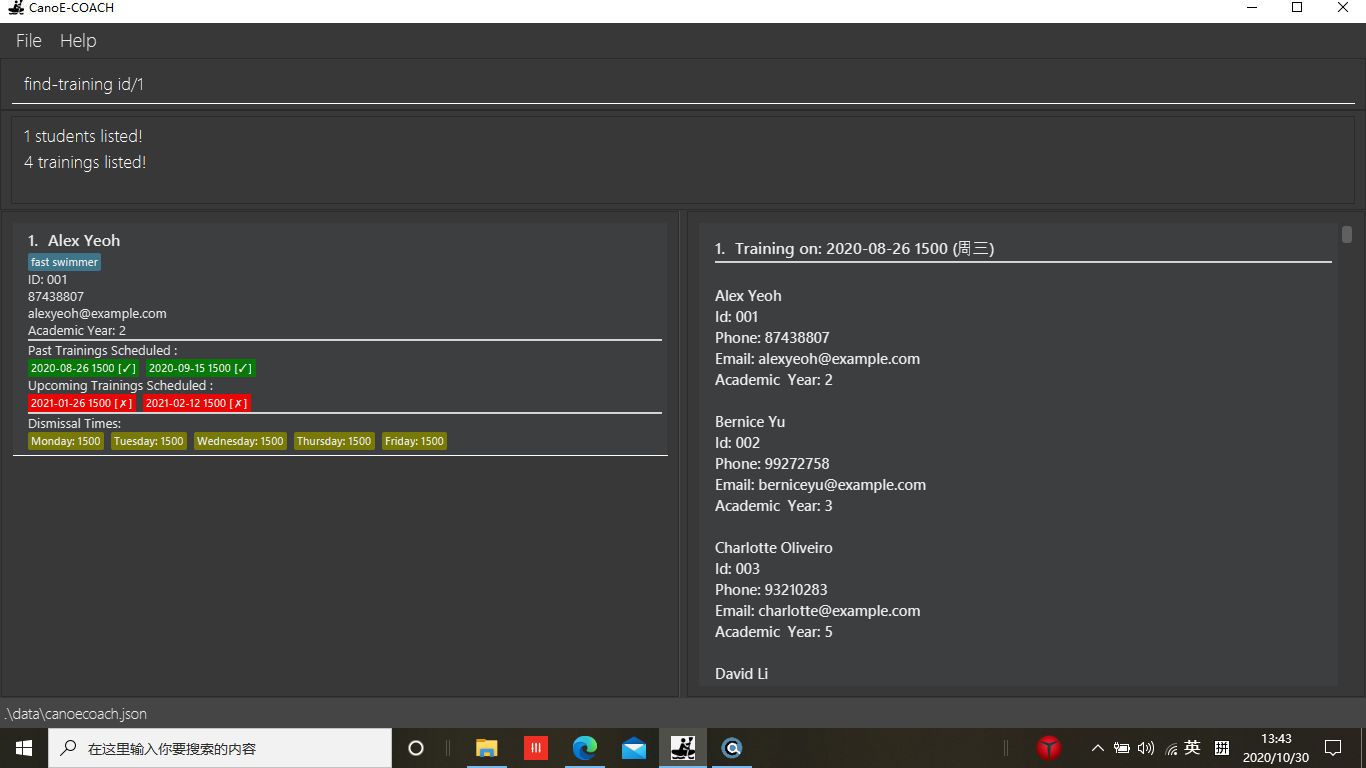 CanoE-COACH
File Help
find-training id/1
1 students listed!
4 trainings listed!
1. Alex Yeoh
fast swimmer
ID: 001
87438807
alexyeoh@example.com
Academic Year: 2
Past Trainings Scheduled :
2020-08-26 1500 [✓] 2020-09-15 1500 [✓]
Upcoming Trainings Scheduled :
2021-01-26 1500 [✗] 2021-02-12 1500 [✗]
Dismissal Times:
Monday: 1500 Tuesday: 1500 Wednesday: 1500 Thursday: 1500 Friday: 1500
1. Training on: 2020-08-26 1500 (周三)
Alex Yeoh
Id: 001
Phone: 87438807
Email: alexyeoh@example.com
Academic Year: 2
Bernice Yu
Id: 002
Phone: 99272758
Email: berniceyu@example.com
Academic Year: 3
Charlotte Oliveiro
Id: 003
Phone: 93210283
Email: charlotte@example.com
Academic Year: 5
David Li
.\data\canoecoach.json
在这里输入你要搜索的内容
英
拼
13:43
2020/10/30